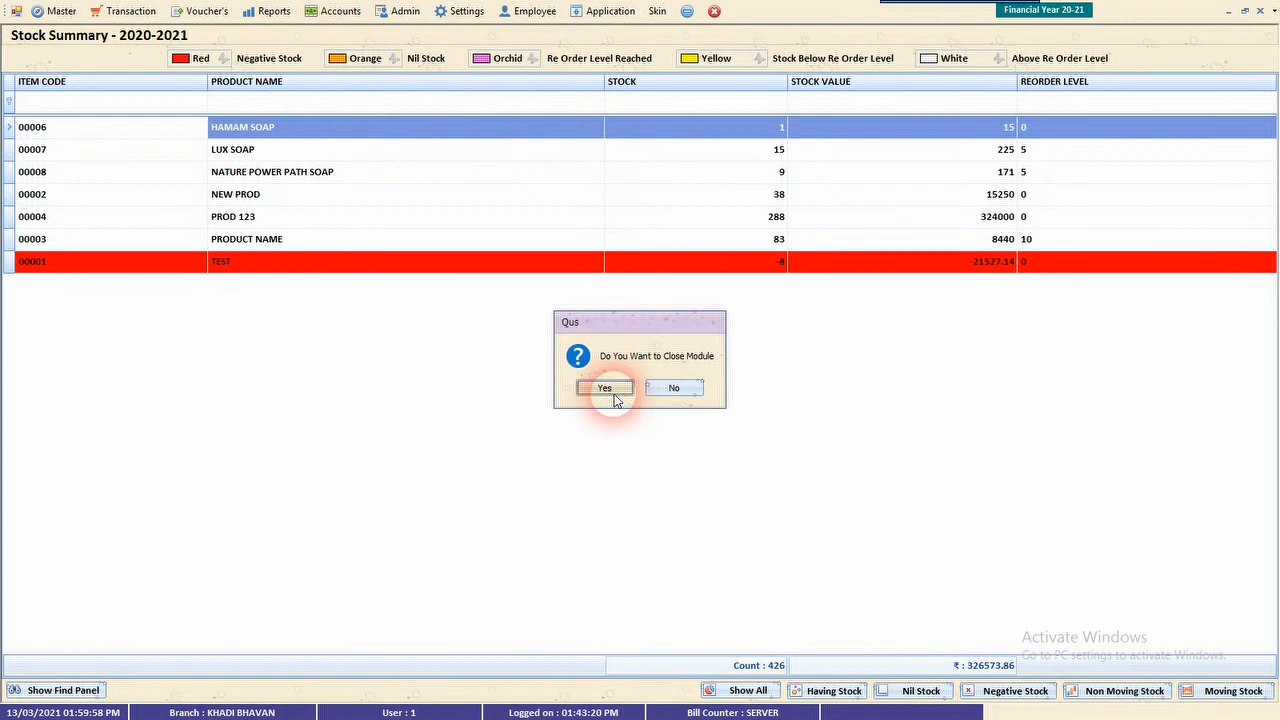 Master Transaction Voucher's Reports Accounts Admin Settings Employee Application Skin
Financial Year 20-21
Stock Summary - 2020-2021
Red Negative Stock Orange Nil Stock Orchid Re Order Level Reached Yellow Stock Below Re Order Level White Above Re Order Level
ITEM CODE PRODUCT NAME STOCK STOCK VALUE REORDER LEVEL
00006 HAMAM SOAP 1 15 0
00007 LUX SOAP 15 225 5
00008 NATURE POWER PATH SOAP 9 171 5
00002 NEW PROD 38 15250 0
00004 PROD 123 288 324000 0
00003 PRODUCT NAME 83 8440 10
00001 TEST -8 -21527.14 0
Qus
Do You Want to Close Module
Yes No
Activate Windows
Go to PC settings to activate Windows.
Count : 426 ₹ : 326573.86
Show Find Panel Show All Having Stock Nil Stock Negative Stock Non Moving Stock Moving Stock
13/03/2021 01:59:58 PM Branch : KHADI BHAVAN User : 1 Logged on : 01:43:20 PM Bill Counter : SERVER